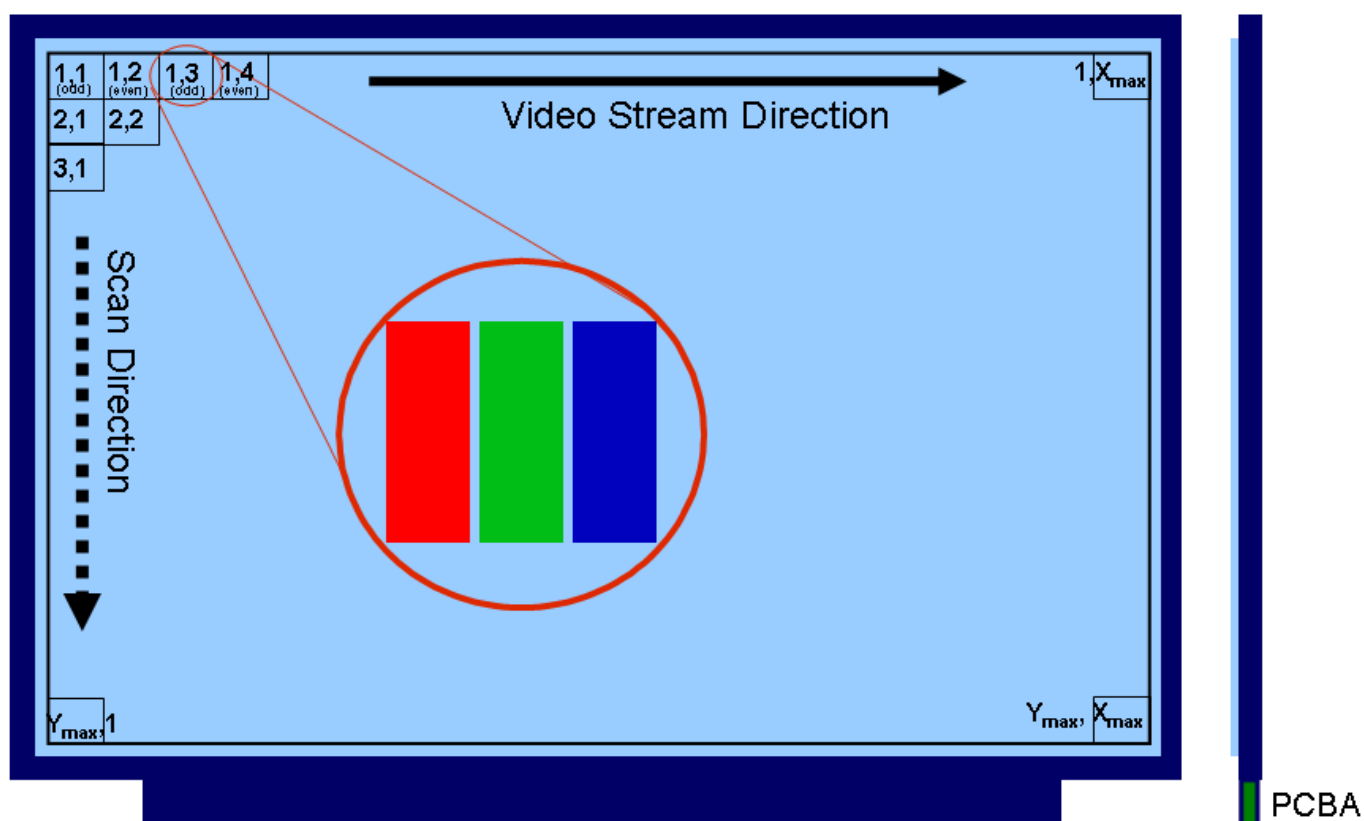 1,1 1,2 1,3 1,4 1,Xmax
(odd) (even) (odd) (even)
Video Stream Direction
2,1 2,2
3,1
Scan Direction
Ymax,1 Ymax, Xmax
PCBA